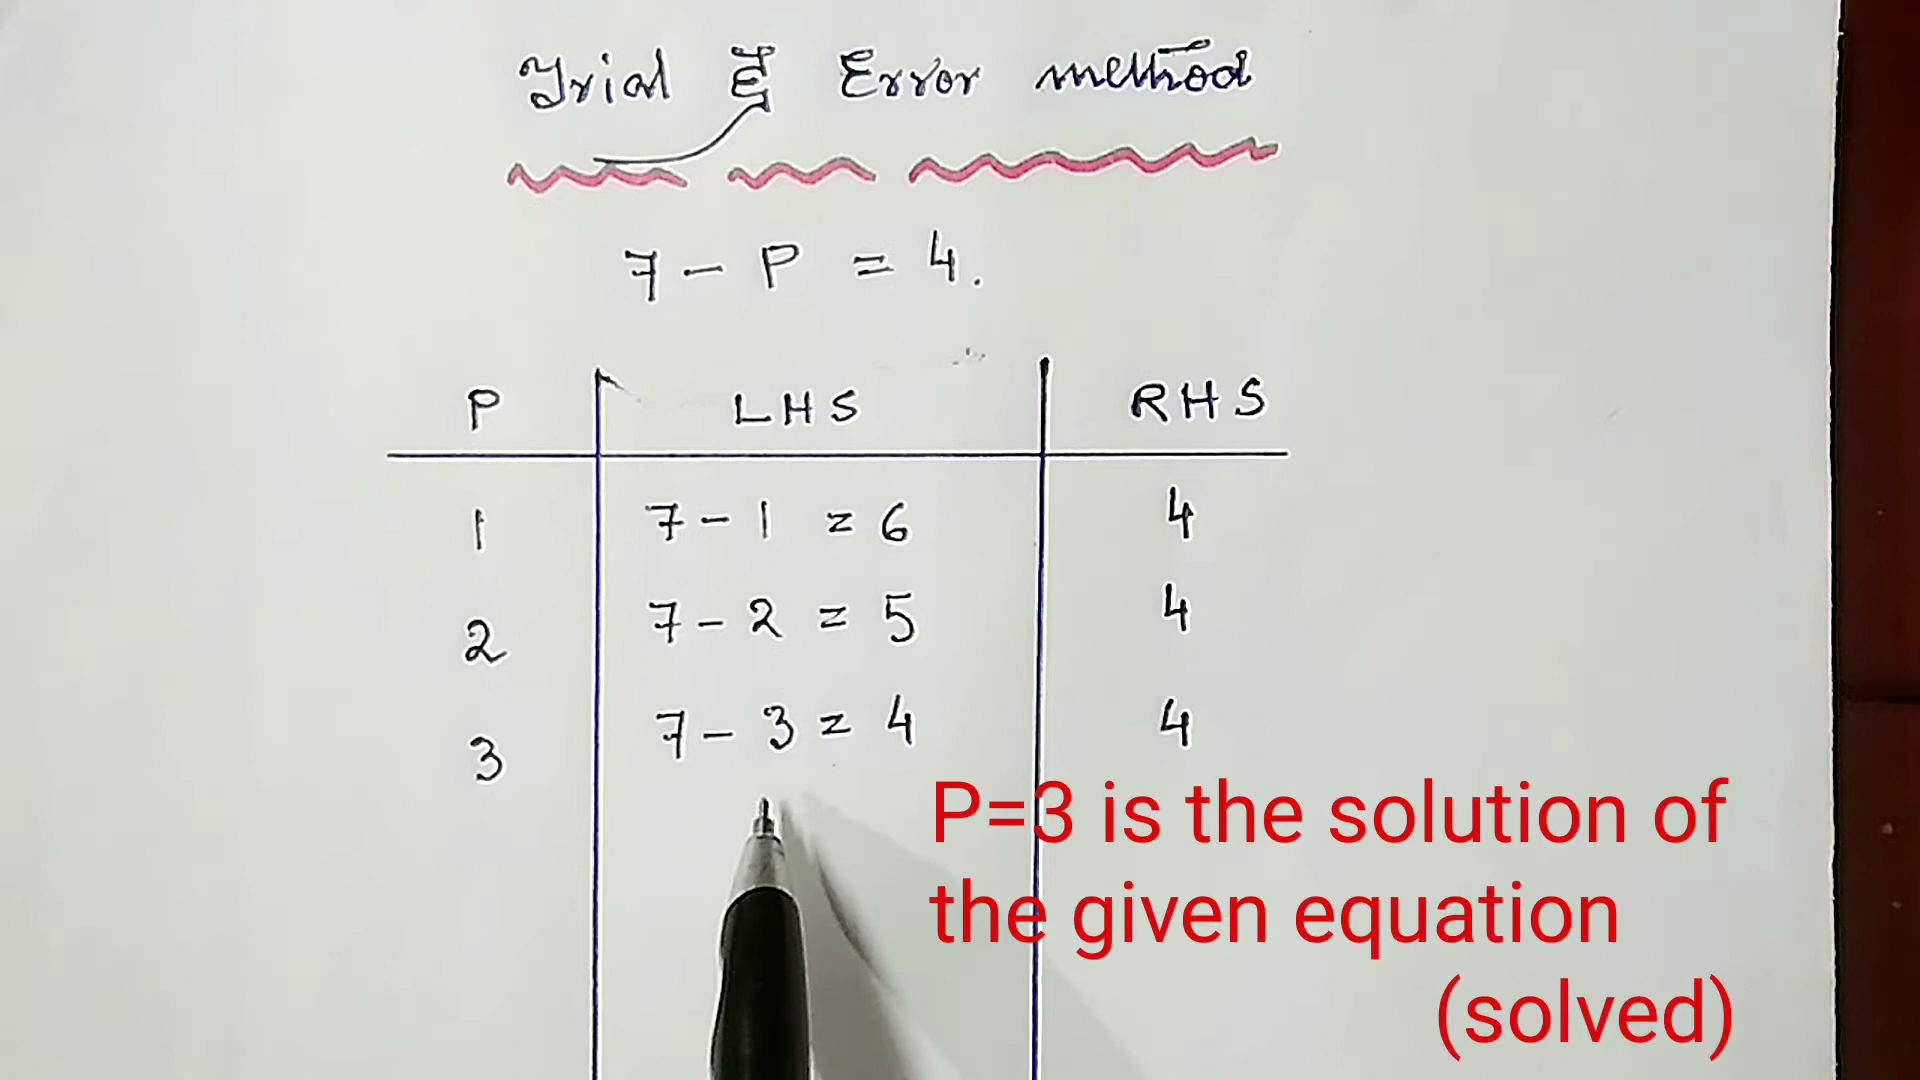 Trial & Error method
7 - P = 4.
P LHS RHS
1 7 - 1 = 6 4
2 7 - 2 = 5 4
3 7 - 3 = 4 4
P=3 is the solution of
the given equation
(solved)